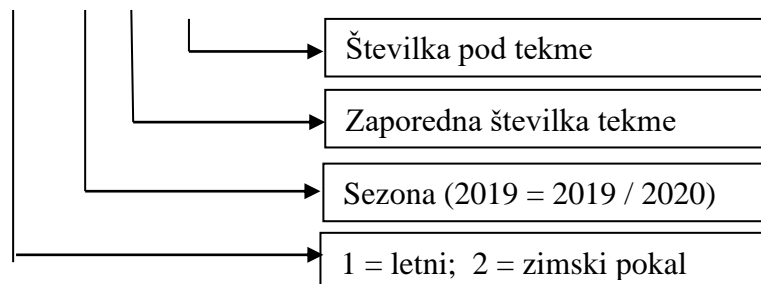 Številka pod tekme
Zaporedna številka tekme
Sezona (2019 = 2019 / 2020)
1 = letni; 2 = zimski pokal